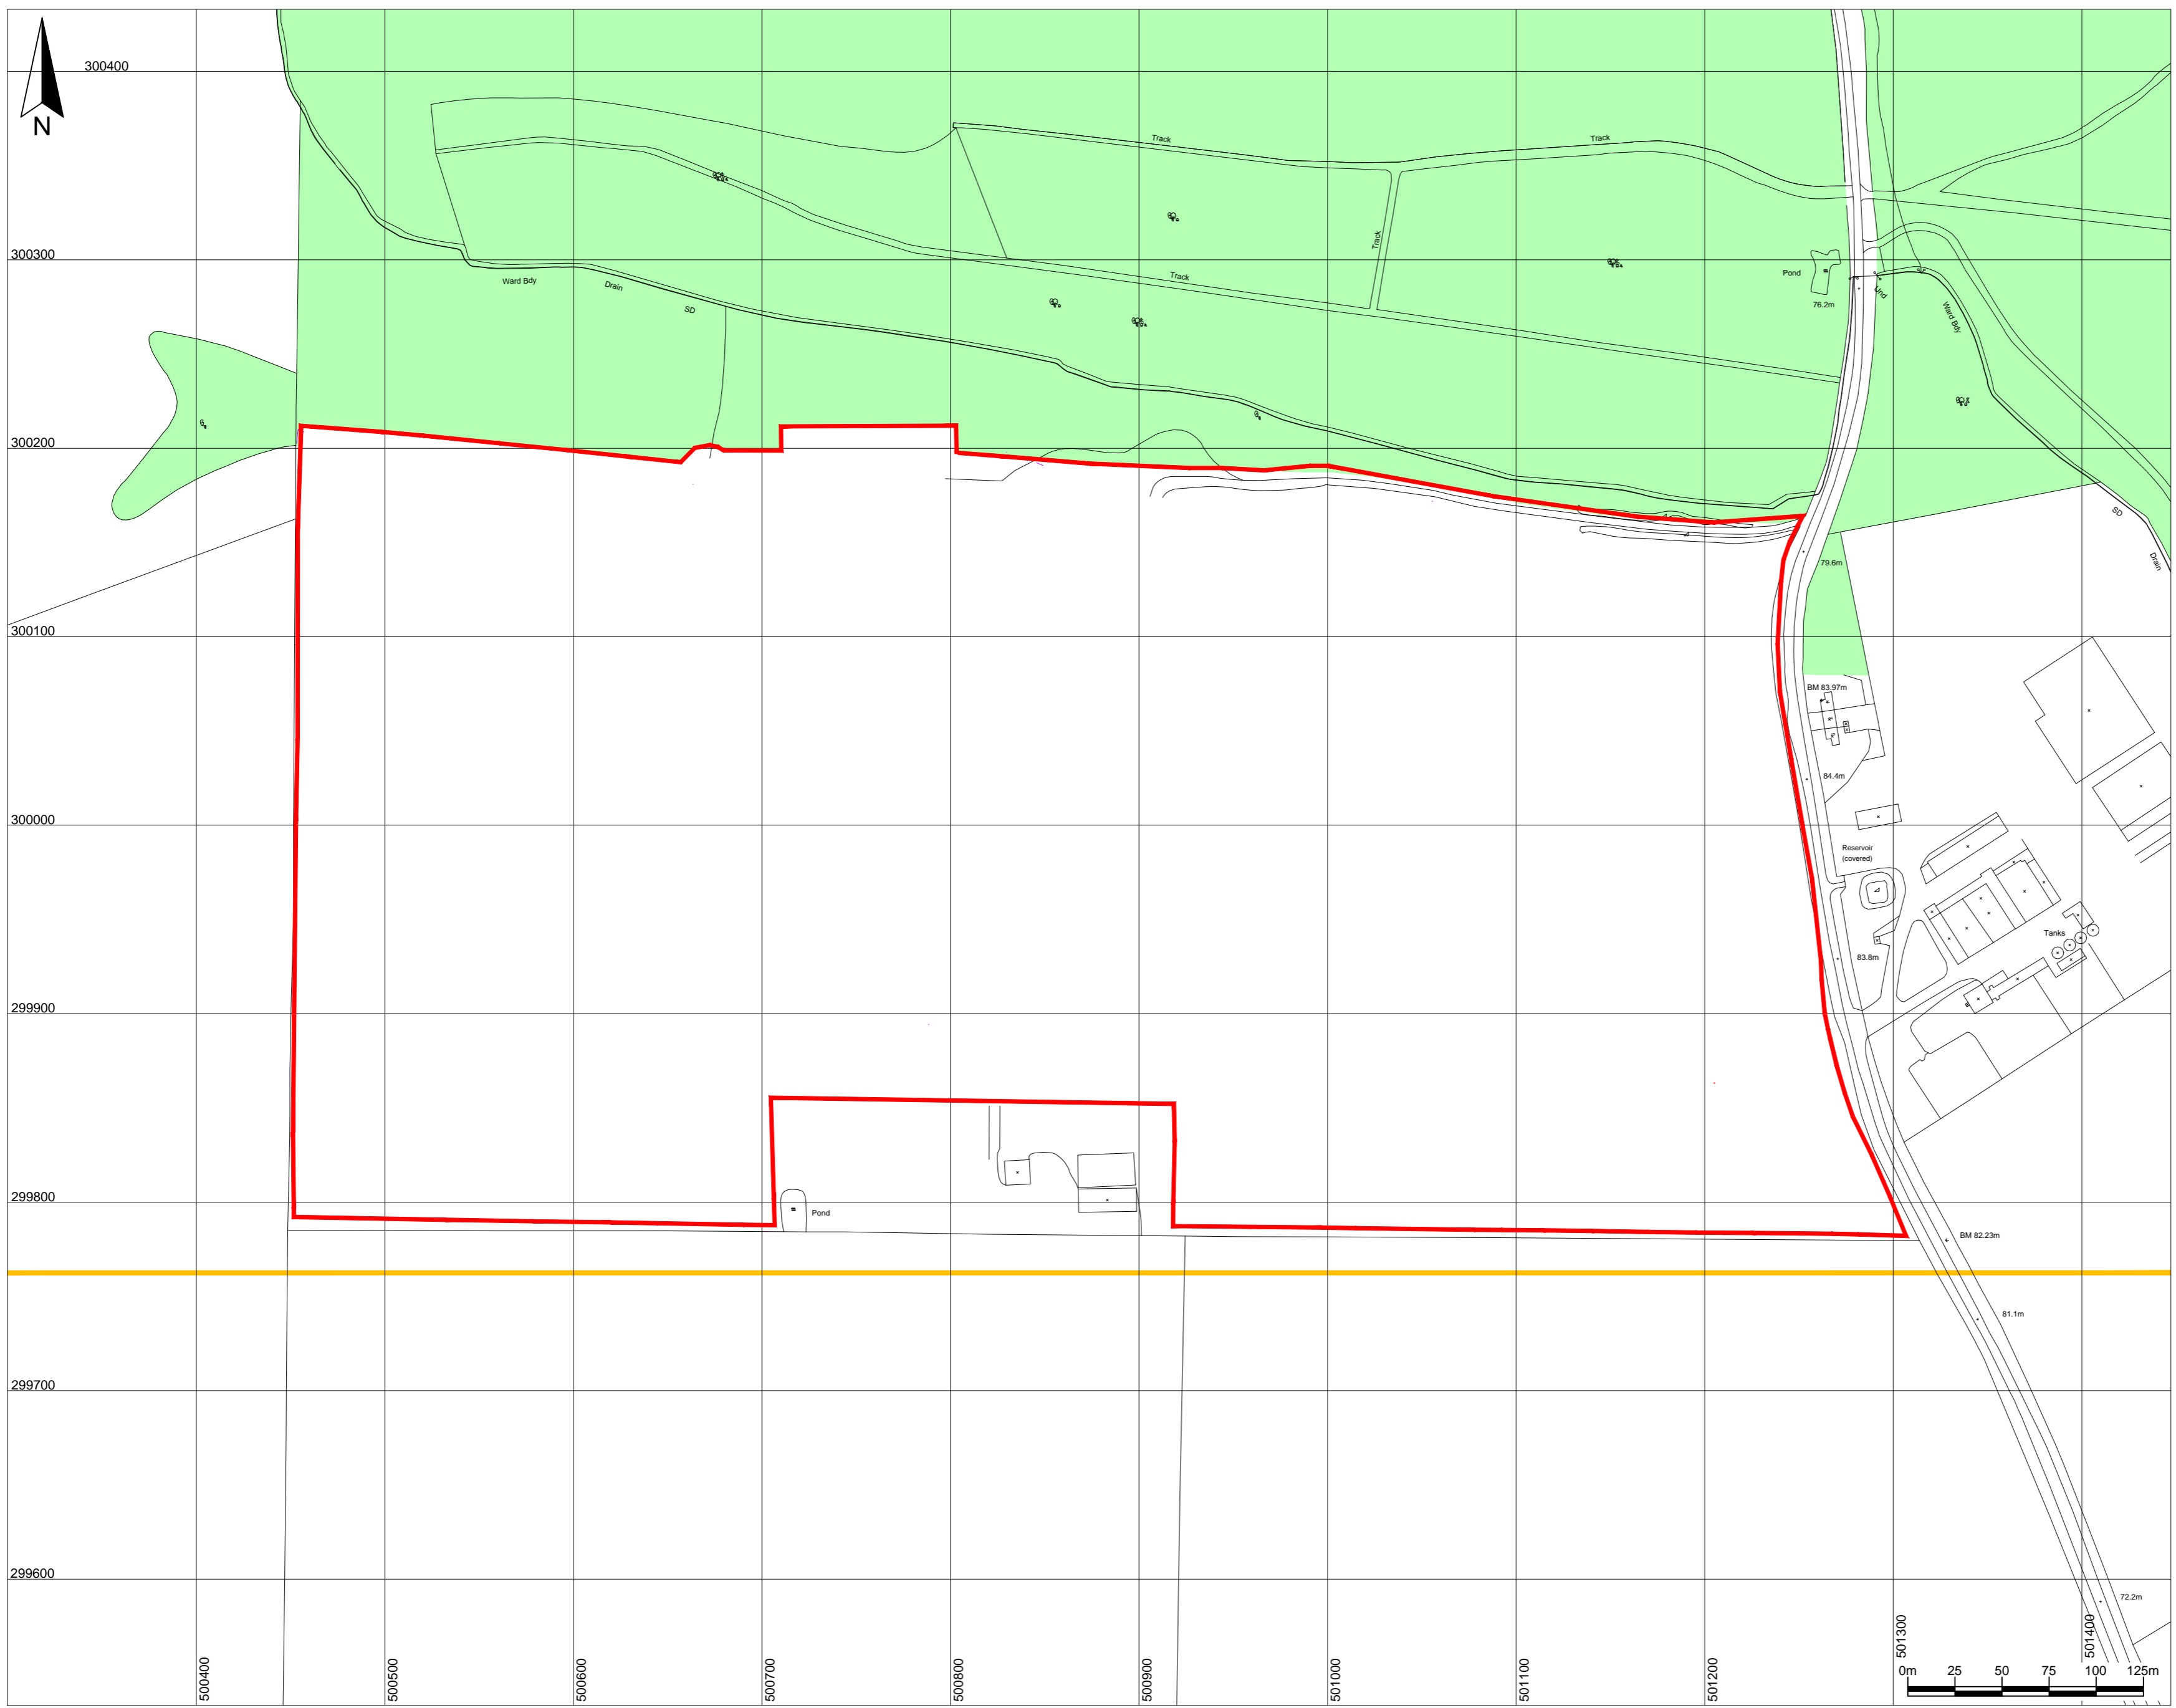 300400
N
Track
Track
Track
300300
Track
Pond
Und
76.2m
Ward Bdy
Drain
SD
Ward Bdy
300200
SD
Drain
79.6m
300100
BM 83.97m
84.4m
300000
Reservoir
(covered)
Tanks
83.8m
299900
299800
Pond
BM 82.23m
81.1m
299700
299600
72.2m
500400
500500
500600
500700
500800
500900
501000
501100
501200
501300
501400
0m 25 50 75 100 125m